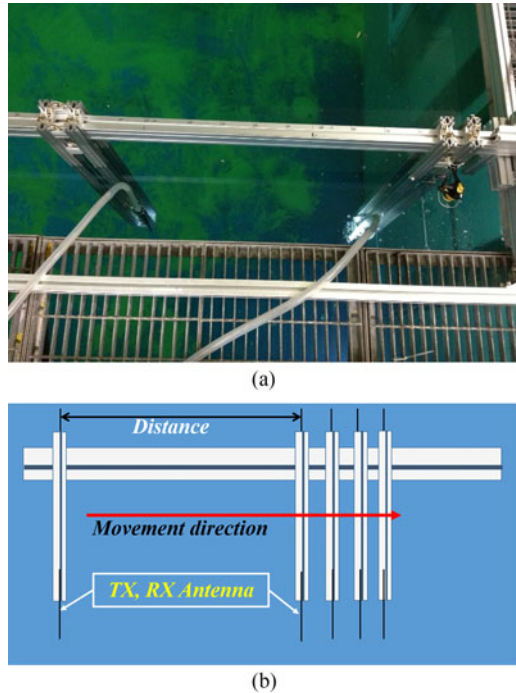 (a)
Distance
Movement direction
TX, RX Antenna
(b)